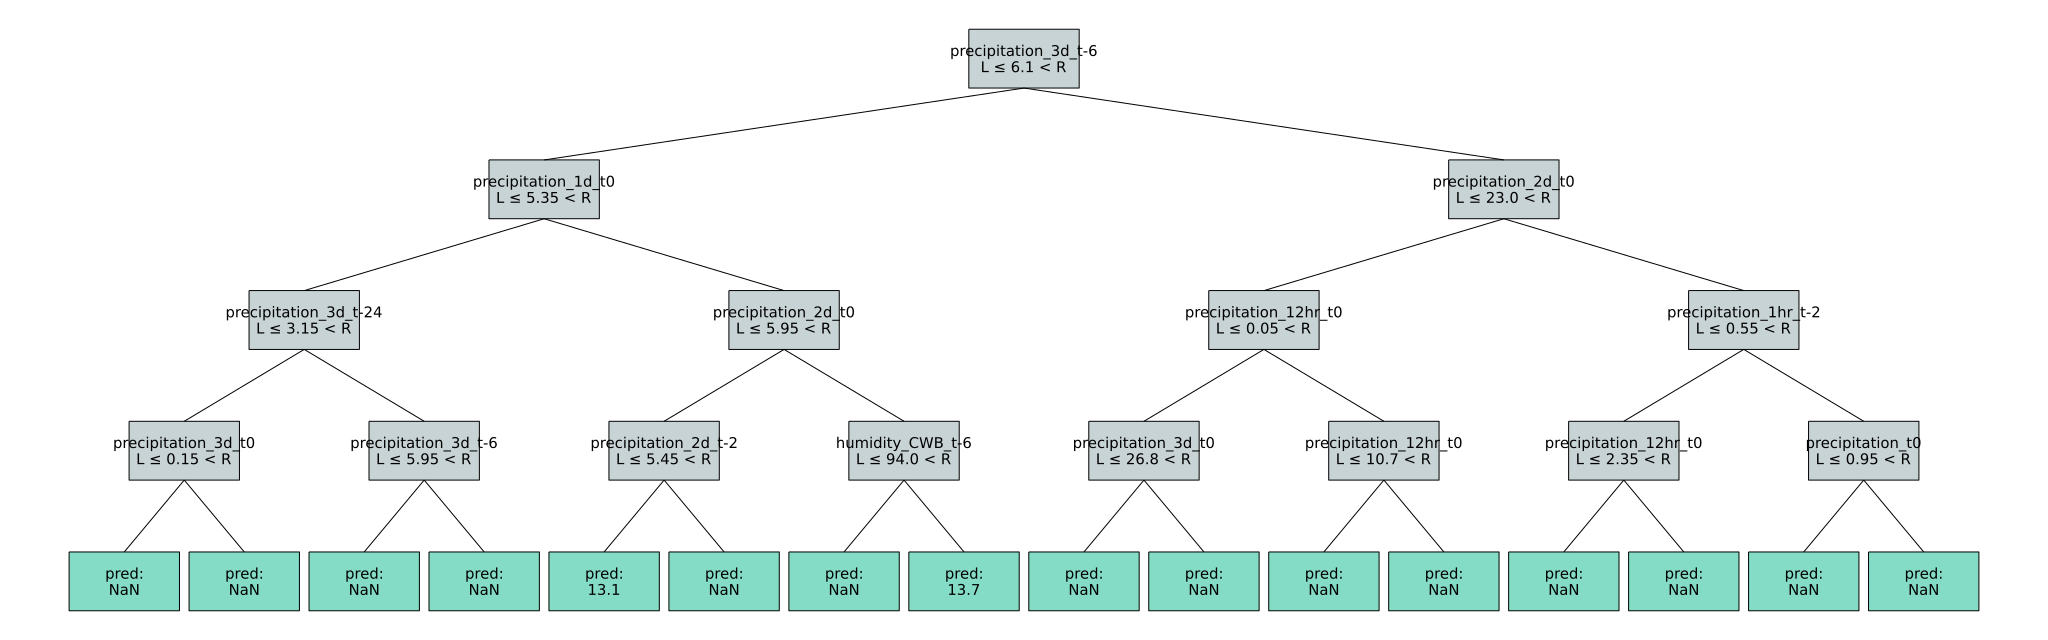 precipitation_3d_t-6
L ≤ 6.1 < R
precipitation_1d_t0
L ≤ 5.35 < R
precipitation_2d_t0
L ≤ 23.0 < R
precipitation_3d_t-24
L ≤ 3.15 < R
precipitation_2d_t0
L ≤ 5.95 < R
precipitation_12hr_t0
L ≤ 0.05 < R
precipitation_1hr_t-2
L ≤ 0.55 < R
precipitation_3d_t0
L ≤ 0.15 < R
precipitation_3d_t-6
L ≤ 5.95 < R
precipitation_2d_t-2
L ≤ 5.45 < R
humidity_CWB_t-6
L ≤ 94.0 < R
precipitation_3d_t0
L ≤ 26.8 < R
precipitation_12hr_t0
L ≤ 10.7 < R
precipitation_12hr_t0
L ≤ 2.35 < R
precipitation_t0
L ≤ 0.95 < R
pred:
NaN
pred:
NaN
pred:
NaN
pred:
NaN
pred:
13.1
pred:
NaN
pred:
NaN
pred:
13.7
pred:
NaN
pred:
NaN
pred:
NaN
pred:
NaN
pred:
NaN
pred:
NaN
pred:
NaN
pred:
NaN